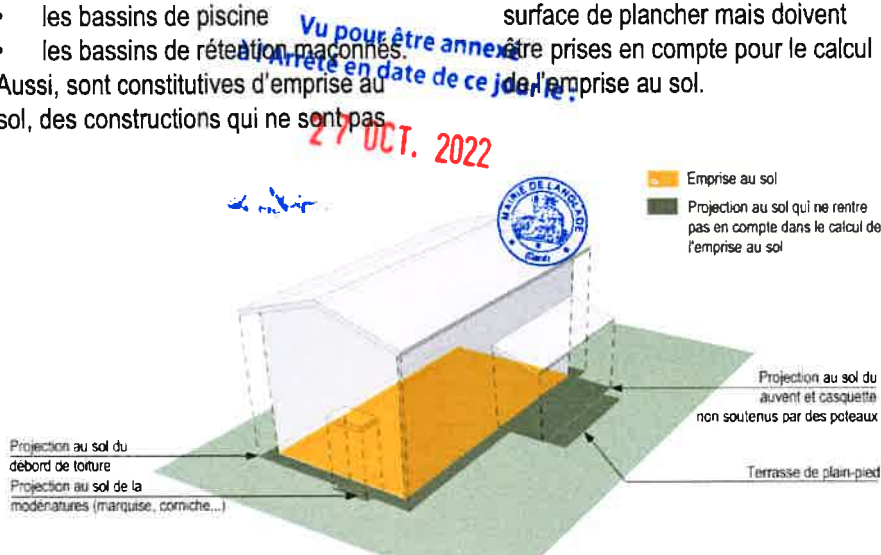 • les bassins de piscine
• les bassins de rétention maçonnés.
Aussi, sont constitutives d'emprise au
sol, des constructions qui ne sont pas
surface de plancher mais doivent
être prises en compte pour le calcul
de l'emprise au sol.
Vu pour être annexé
à l'Arrêté en date de ce jour le :
27 OCT. 2022
MAIRIE DE LANGLADE
(Gard)
Emprise au sol
Projection au sol qui ne rentre
pas en compte dans le calcul de
l'emprise au sol
Projection au sol du
auvent et casquette
non soutenus par des poteaux
Terrasse de plain-pied
Projection au sol du
débord de toiture
Projection au sol de la
modénatures (marquise, corniche...)